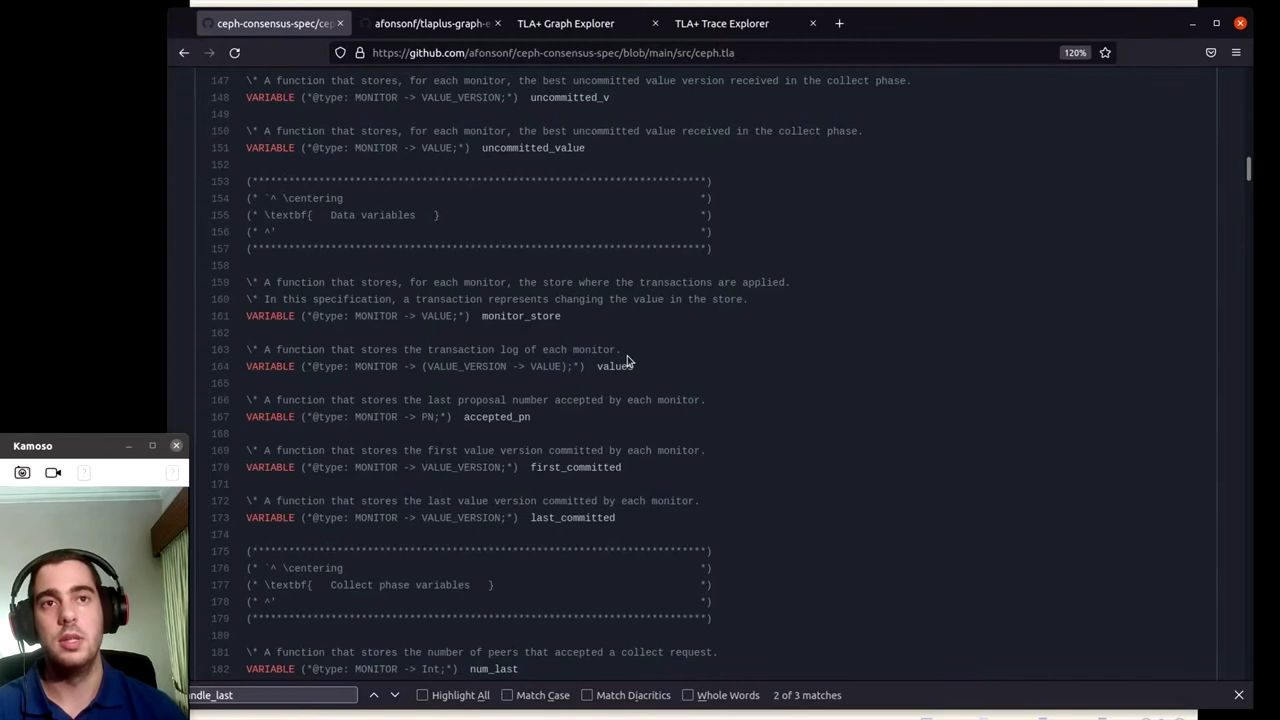 ceph-consensus-spec/cep
afonsonf/tlaplus-graph-e
TLA+ Graph Explorer
TLA+ Trace Explorer
https://github.com/afonsonf/ceph-consensus-spec/blob/main/src/ceph.tla
120%
147 \* A function that stores, for each monitor, the best uncommitted value version received in the collect phase.
148 VARIABLE (*@type: MONITOR -> VALUE_VERSION;*) uncommitted_v
149
150 \* A function that stores, for each monitor, the best uncommitted value received in the collect phase.
151 VARIABLE (*@type: MONITOR -> VALUE;*) uncommitted_value
152
153 (***************************************************************************)
154 (* `^ \centering *)
155 (* \textbf{ Data variables } *)
156 (* ^' *)
157 (***************************************************************************)
158
159 \* A function that stores, for each monitor, the store where the transactions are applied.
160 \* In this specification, a transaction represents changing the value in the store.
161 VARIABLE (*@type: MONITOR -> VALUE;*) monitor_store
162
163 \* A function that stores the transaction log of each monitor.
164 VARIABLE (*@type: MONITOR -> (VALUE_VERSION -> VALUE);*) values
165
166 \* A function that stores the last proposal number accepted by each monitor.
167 VARIABLE (*@type: MONITOR -> PN;*) accepted_pn
168
169 \* A function that stores the first value version committed by each monitor.
170 VARIABLE (*@type: MONITOR -> VALUE_VERSION;*) first_committed
171
172 \* A function that stores the last value version committed by each monitor.
173 VARIABLE (*@type: MONITOR -> VALUE_VERSION;*) last_committed
174
175 (***************************************************************************)
176 (* `^ \centering *)
177 (* \textbf{ Collect phase variables } *)
178 (* ^' *)
179 (***************************************************************************)
180
181 \* A function that stores the number of peers that accepted a collect request.
182 VARIABLE (*@type: MONITOR -> Int;*) num_last
Kamoso
ndle_last
Highlight All
Match Case
Match Diacritics
Whole Words
2 of 3 matches